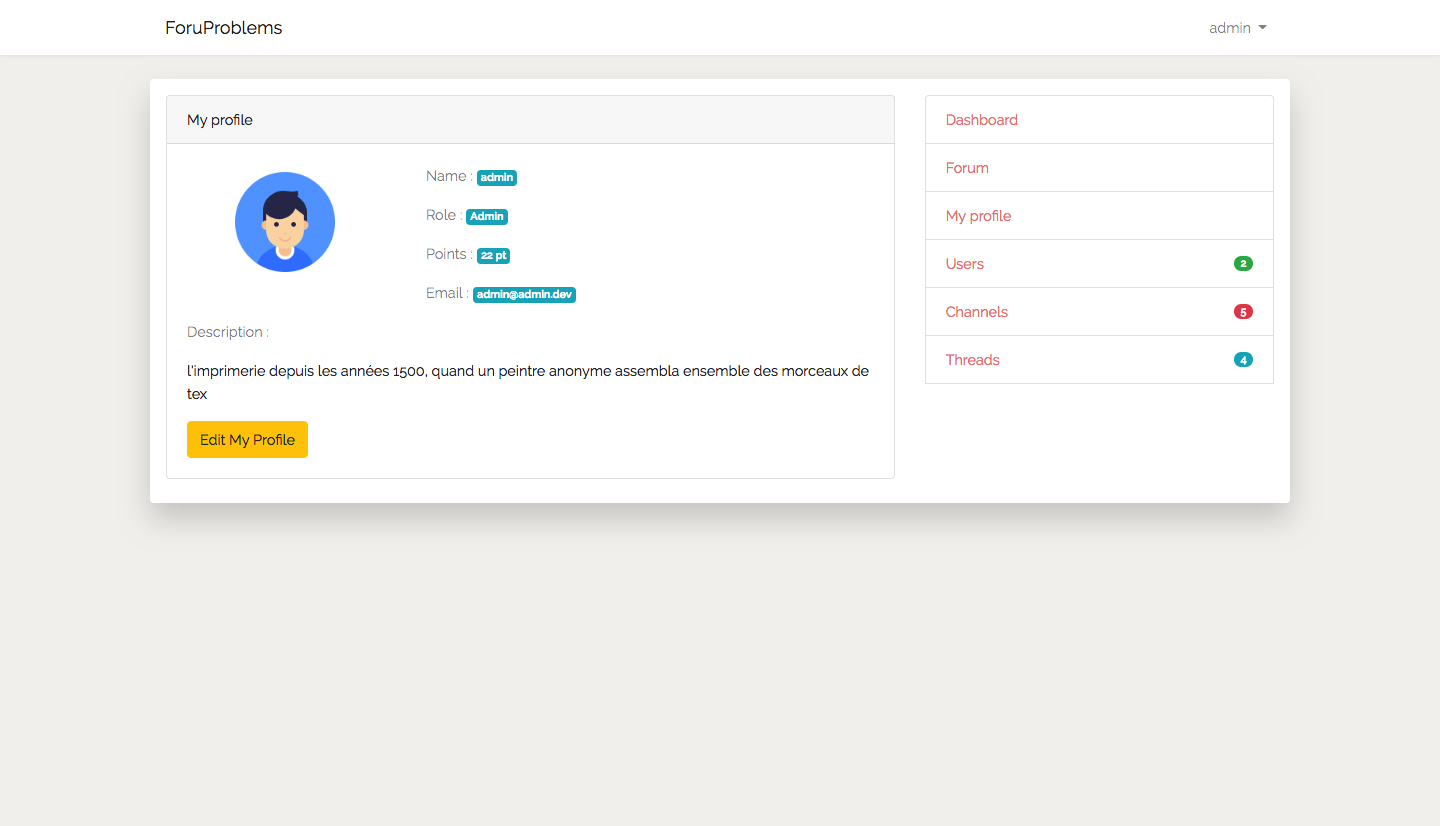 ForuProblems
admin
My profile
Name : admin
Role : Admin
Points : 22 pt
Email : admin@admin.dev
Description :
l'imprimerie depuis les années 1500, quand un peintre anonyme assembla ensemble des morceaux de
tex
Edit My Profile
Dashboard
Forum
My profile
Users 2
Channels 5
Threads 4